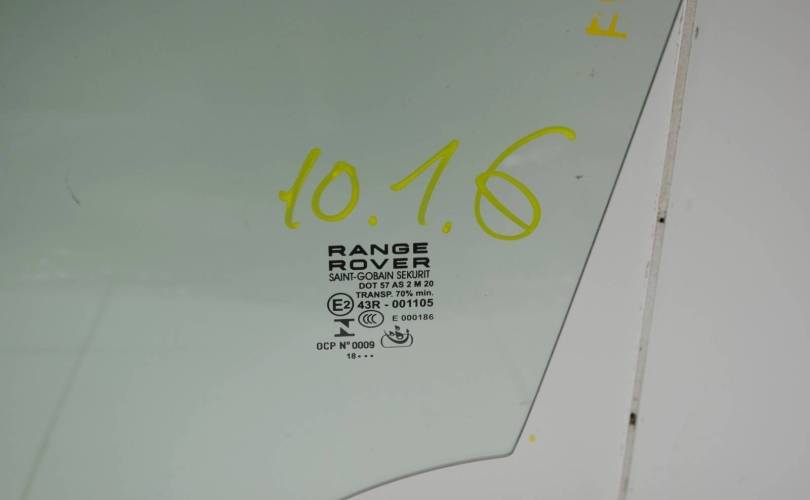 F
10.1.6
RANGE
ROVER
SAINT-GOBAIN SEKURIT
DOT 57 AS 2 M 20
TRANSP. 70% min.
E2 43R - 001105
CCC E 000186
OCP N° 0009
18...